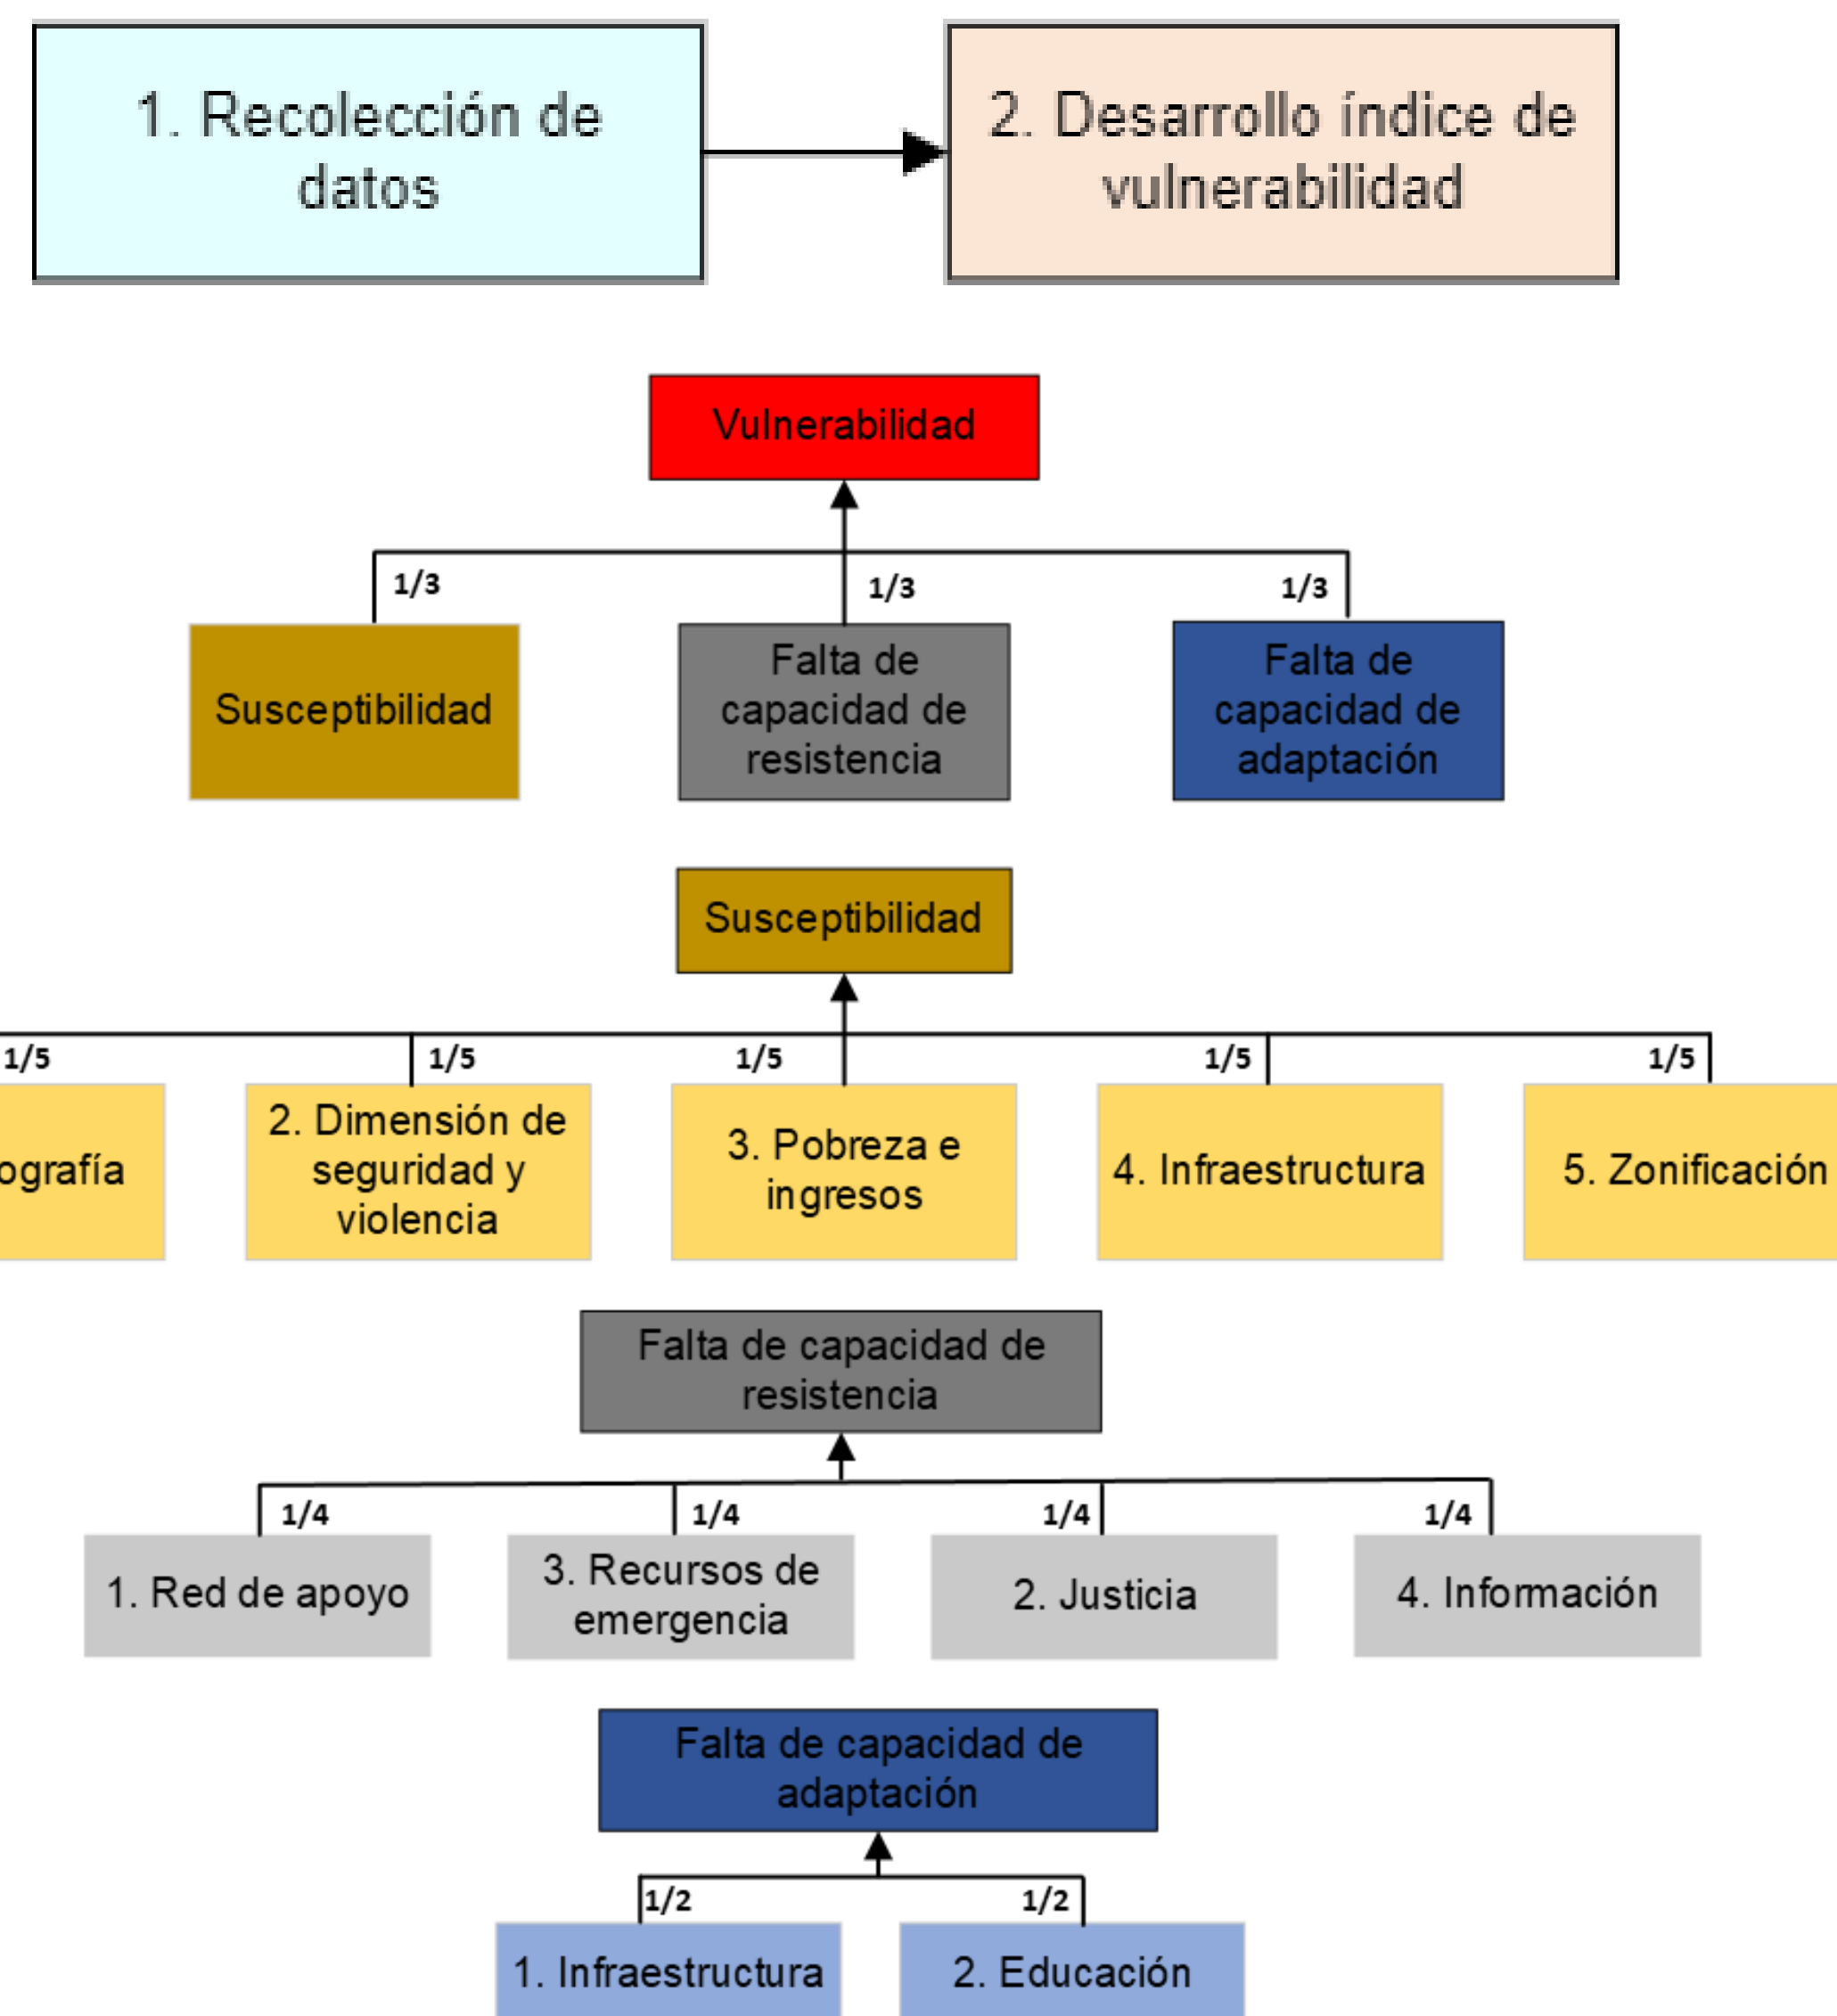 1. Recolección de
datos
2. Desarrollo índice de
vulnerabilidad
Vulnerabilidad
1/3
1/3
1/3
Susceptibilidad
Falta de
capacidad de
resistencia
Falta de
capacidad de
adaptación
Susceptibilidad
1/5
1/5
1/5
1/5
1/5
ografía
2. Dimensión de
seguridad y
violencia
3. Pobreza e
ingresos
4. Infraestructura
5. Zonificación
Falta de capacidad de
resistencia
1/4
1/4
1/4
1/4
1. Red de apoyo
3. Recursos de
emergencia
2. Justicia
4. Información
Falta de capacidad de
adaptación
1/2
1/2
1. Infraestructura
2. Educación